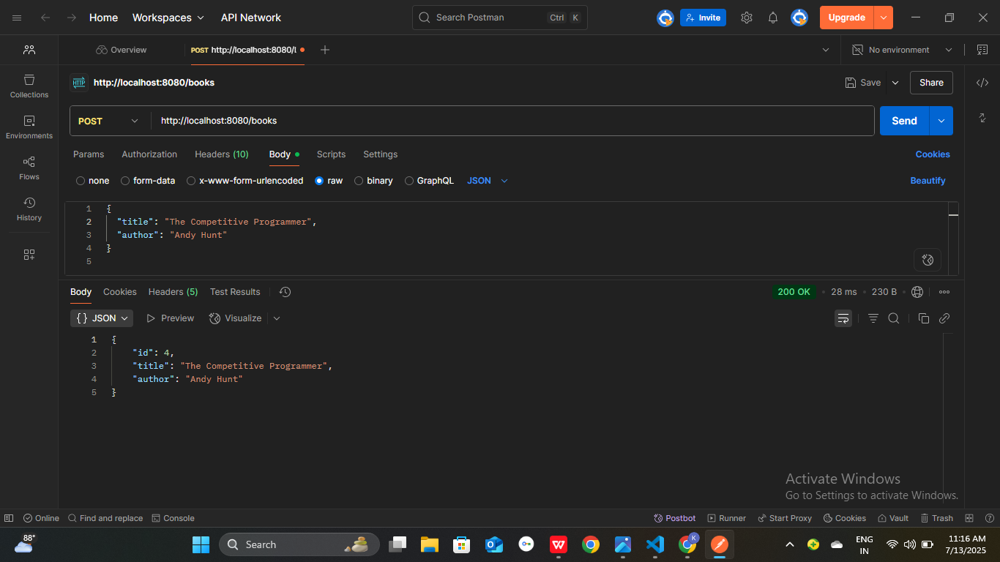 Home Workspaces API Network Search Postman Ctrl K Invite Upgrade
Overview POST http://localhost:8080/l No environment
HTTP http://localhost:8080/books Save Share
Collections
POST http://localhost:8080/books Send
Environments
Params Authorization Headers (10) Body Scripts Settings Cookies
Flows
none form-data x-www-form-urlencoded raw binary GraphQL JSON Beautify
History
1 {
2 "title": "The Competitive Programmer",
3 "author": "Andy Hunt"
4 }
5
Body Cookies Headers (5) Test Results 200 OK • 28 ms • 230 B
{} JSON Preview Visualize
1 {
2 "id": 4,
3 "title": "The Competitive Programmer",
4 "author": "Andy Hunt"
5 }
Activate Windows
Go to Settings to activate Windows.
Online Find and replace Console Postbot Runner Start Proxy Cookies Vault Trash
88° Search K ENG 11:16 AM
IN 7/13/2025